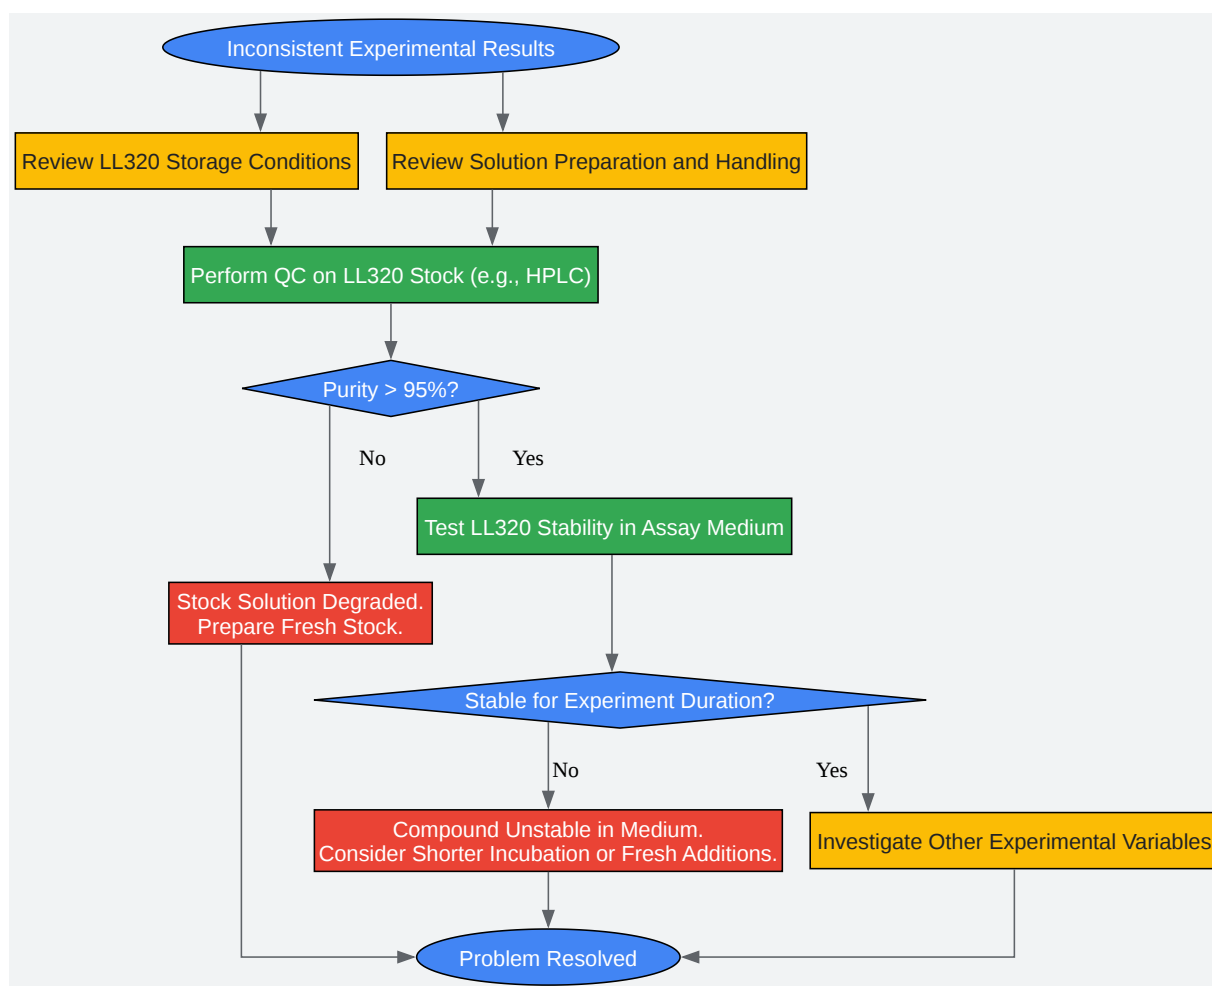 Inconsistent Experimental Results
Review LL320 Storage Conditions
Review Solution Preparation and Handling
Perform QC on LL320 Stock (e.g., HPLC)
Purity > 95%?
No
Yes
Test LL320 Stability in Assay Medium
Stock Solution Degraded.
Prepare Fresh Stock.
Stable for Experiment Duration?
No
Yes
Compound Unstable in Medium.
Consider Shorter Incubation or Fresh Additions.
Investigate Other Experimental Variables
Problem Resolved